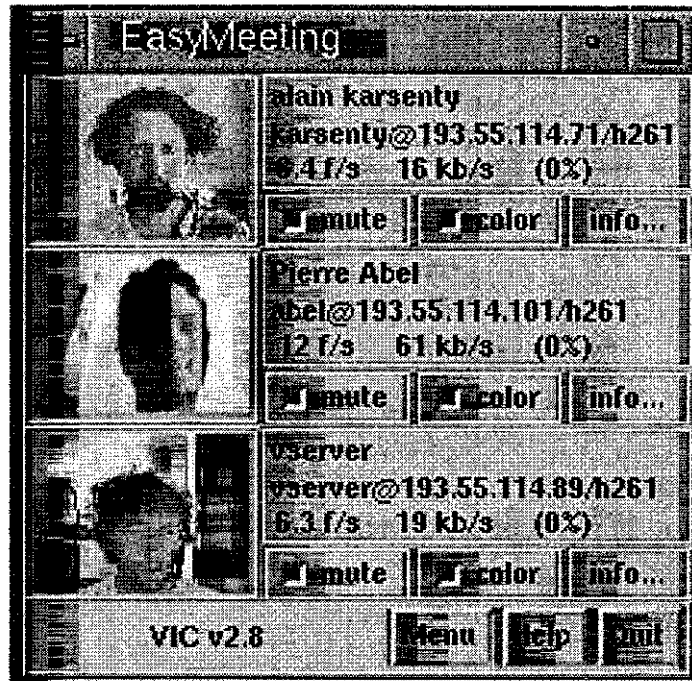 EasyMeeting
alain karsenty
karsenty@193.55.114.71/h261
6.4 f/s 16 kb/s (0%)
mute color info...
Pierre Abel
abel@193.55.114.101/h261
12 f/s 61 kb/s (0%)
mute color info...
vserver
vserver@193.55.114.89/h261
6.3 f/s 19 kb/s (0%)
mute color info...
VIC v2.8 Menu Help Quit